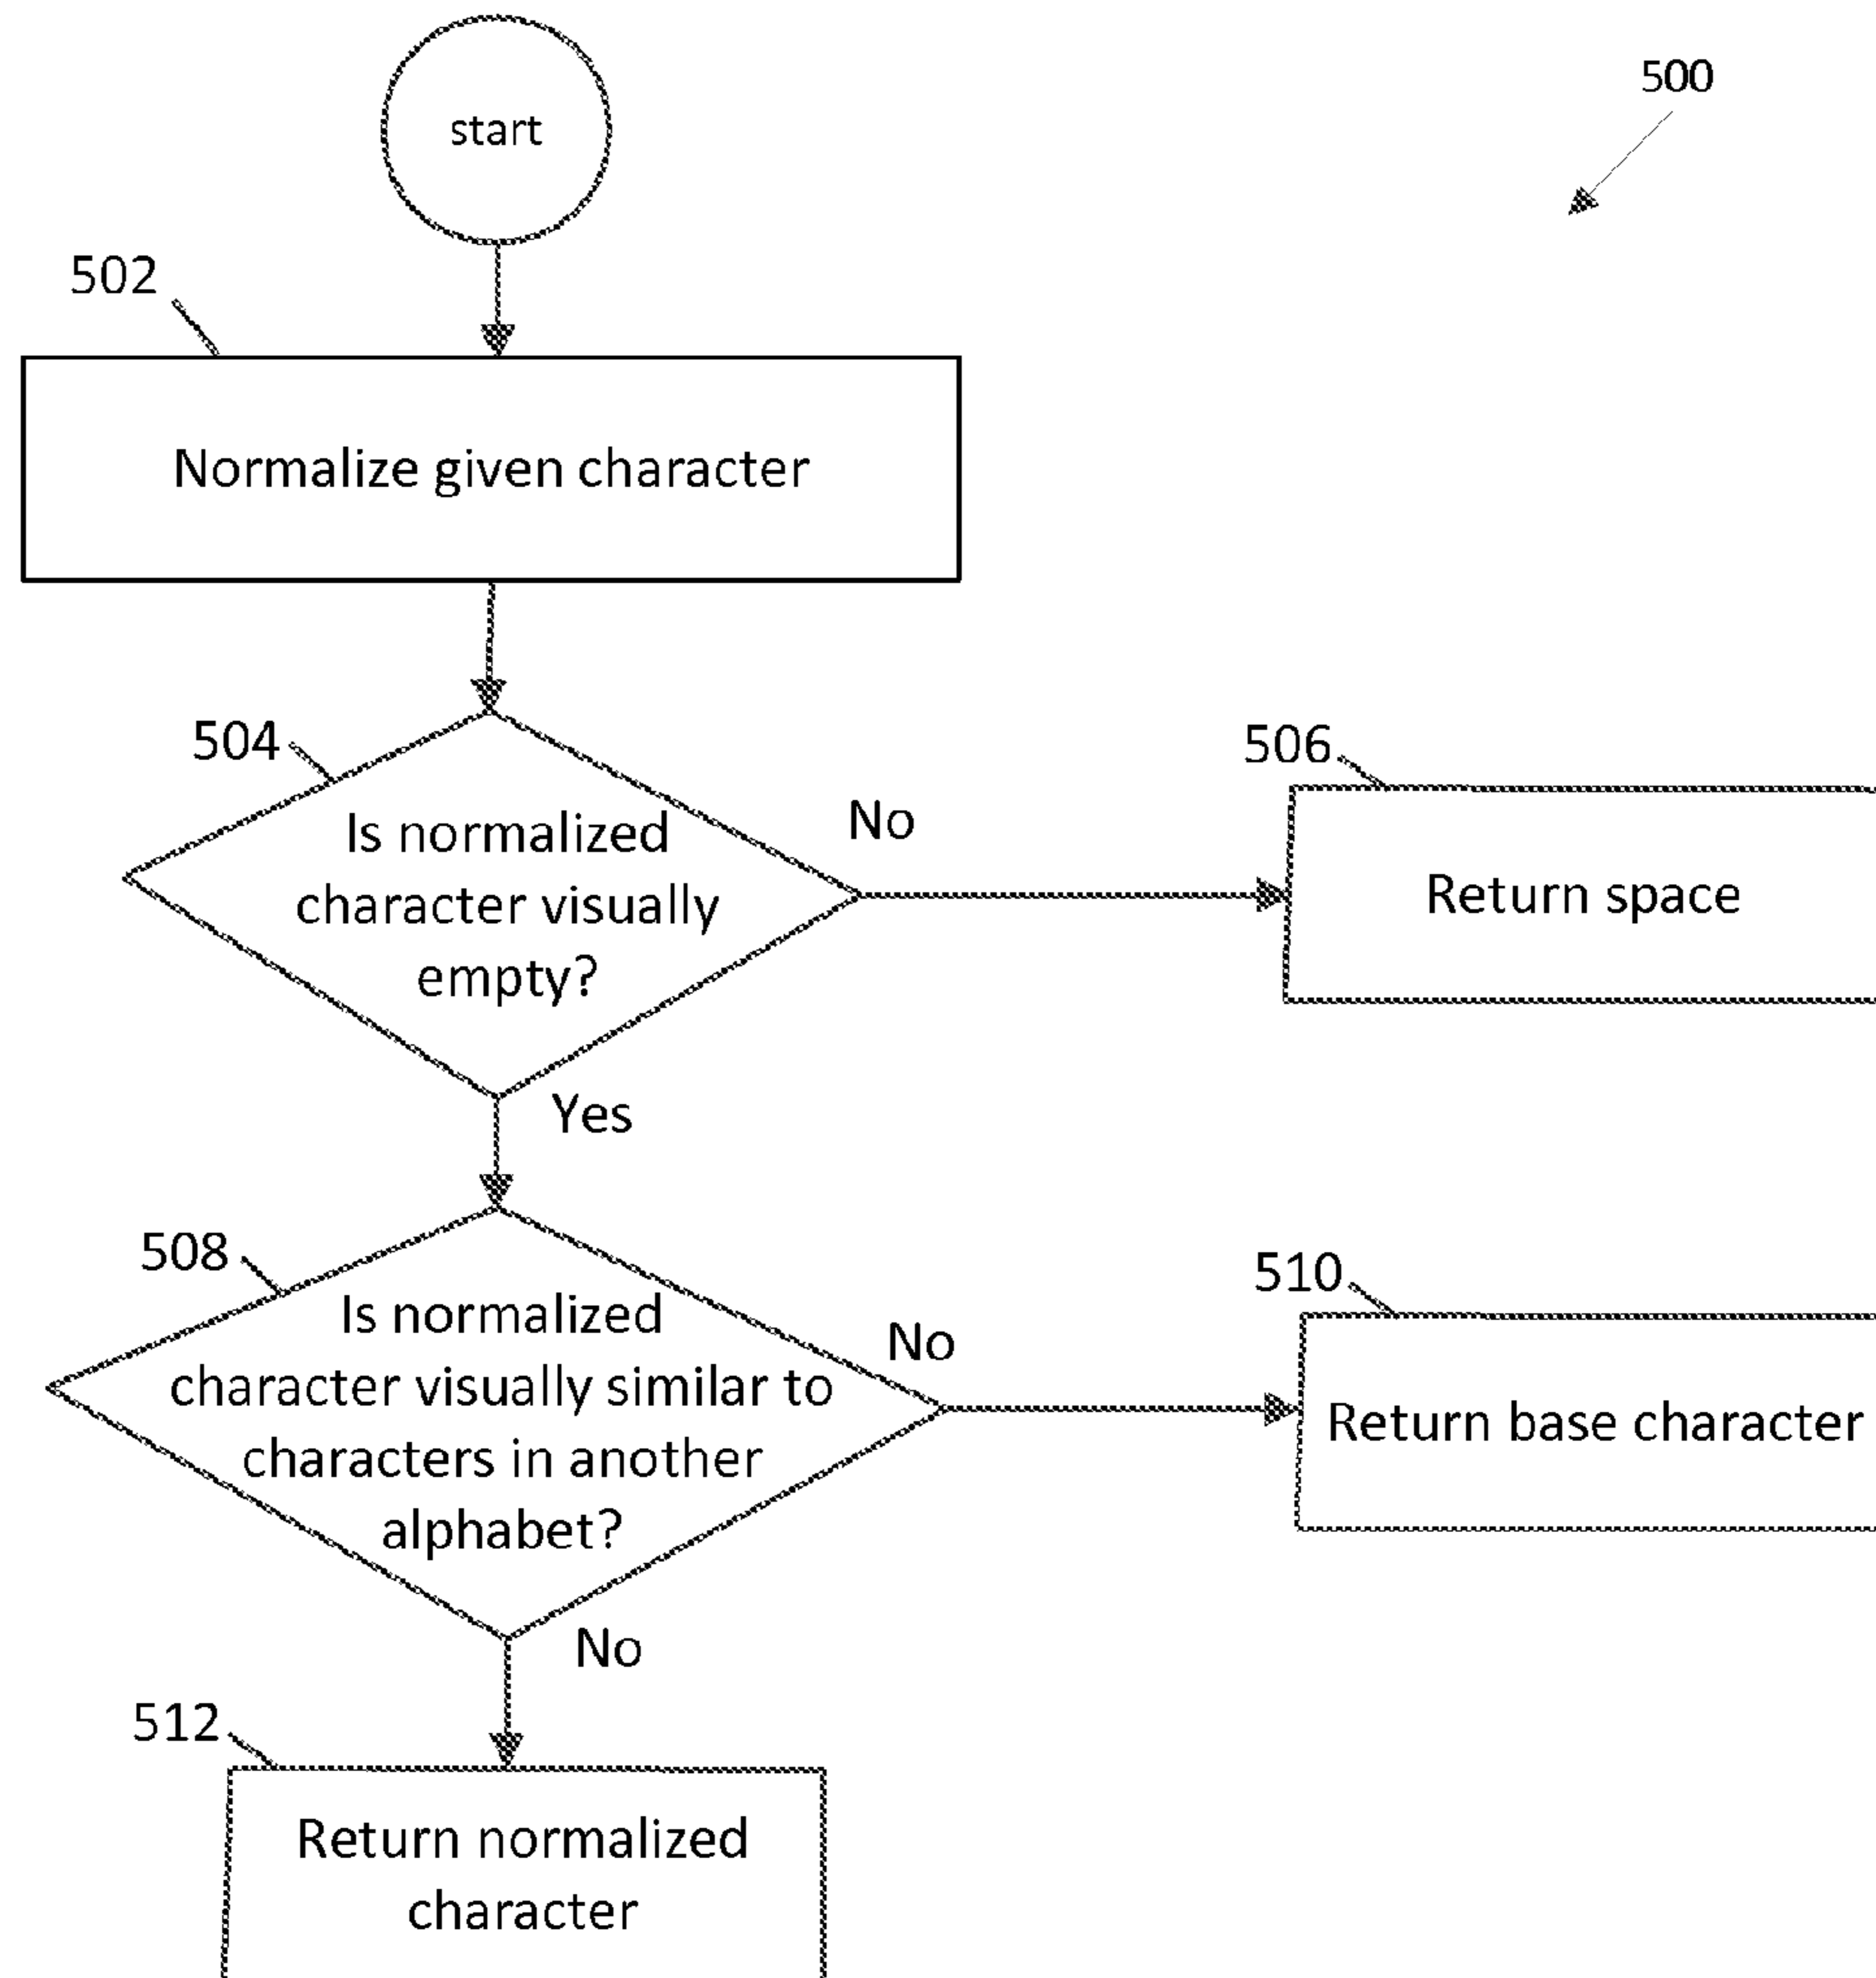 start
500
502
Normalize given character
504
Is normalized
character visually
empty?
No
506
Return space
Yes
508
Is normalized
character visually similar to
characters in another
alphabet?
No
510
Return base character
No
512
Return normalized
character